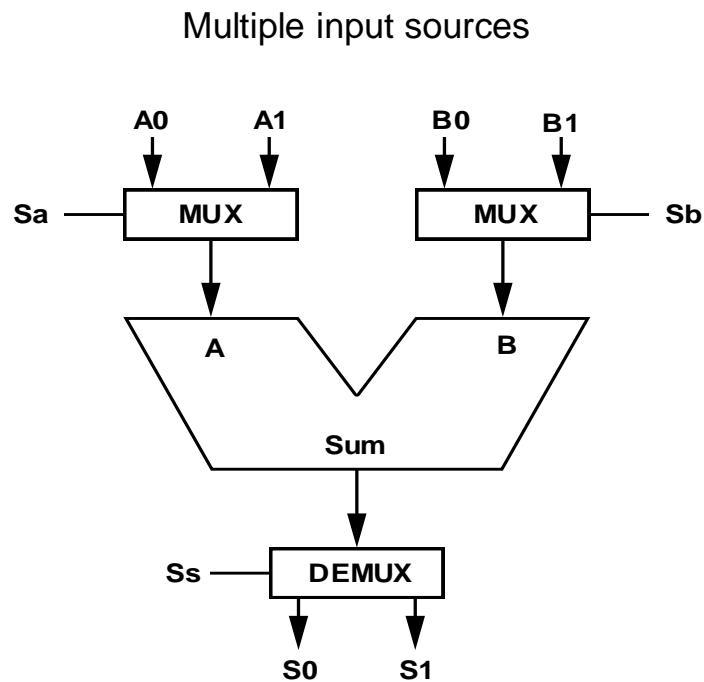 Multiple input sources
A0 A1 B0 B1
Sa MUX MUX Sb
A B
Sum
Ss DEMUX
S0 S1